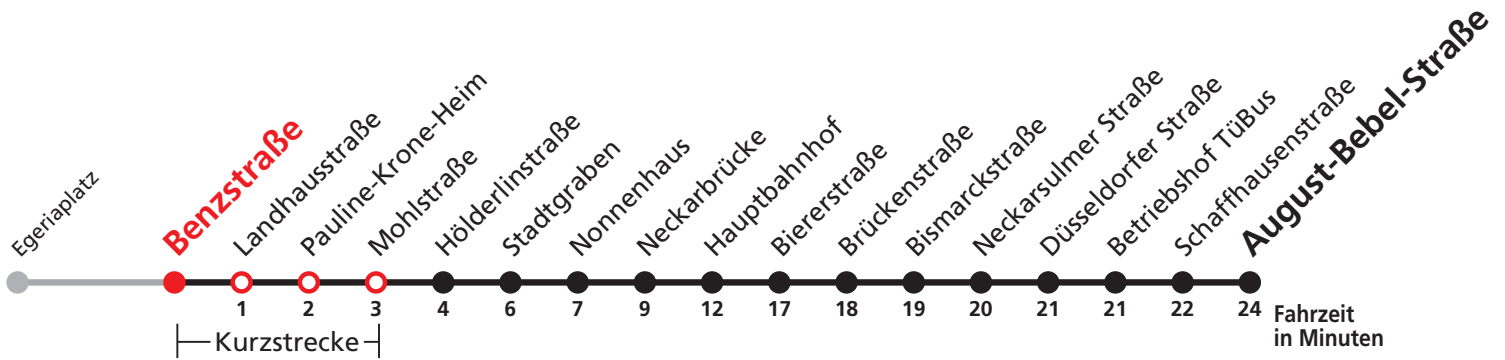 Egeriaplatz
Benzstraße
Landhausstraße
Pauline-Krone-Heim
Mohlstraße
Hölderlinstraße
Stadtgraben
Nonnenhaus
Neckarbrücke
Hauptbahnhof
Biererstraße
Brückenstraße
Bismarckstraße
Neckarsulmer Straße
Düsseldorfer Straße
Betriebshof TüBus
Schaffhausenstraße
August-Bebel-Straße
1 2 3 4 6 7 9 12 17 18 19 20 21 21 22 24
Fahrzeit
in Minuten
Kurzstrecke